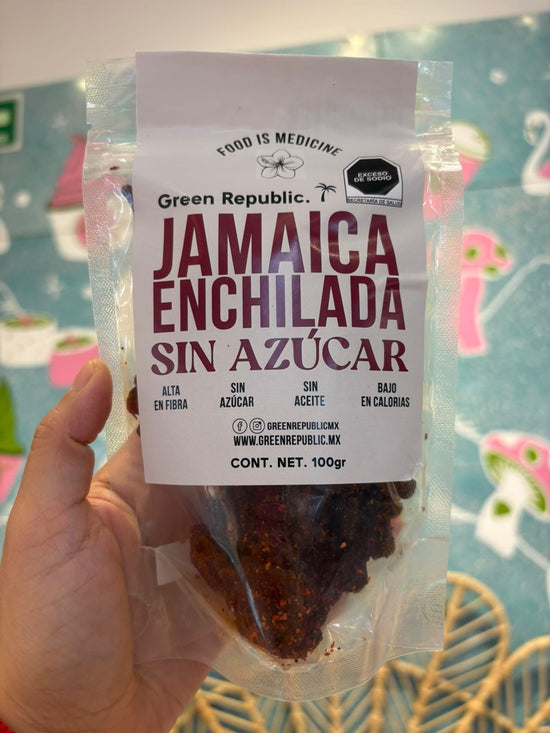 FOOD IS MEDICINE
Green Republic.
EXCESO
DE SODIO
SECRETARÍA DE SALUD
JAMAICA
ENCHILADA
SIN AZÚCAR
ALTA
EN FIBRA
SIN
AZÚCAR
SIN
ACEITE
BAJO
EN CALORIAS
GREENREPUBLICMX
WWW.GREENREPUBLIC.MX
CONT. NET. 100gr